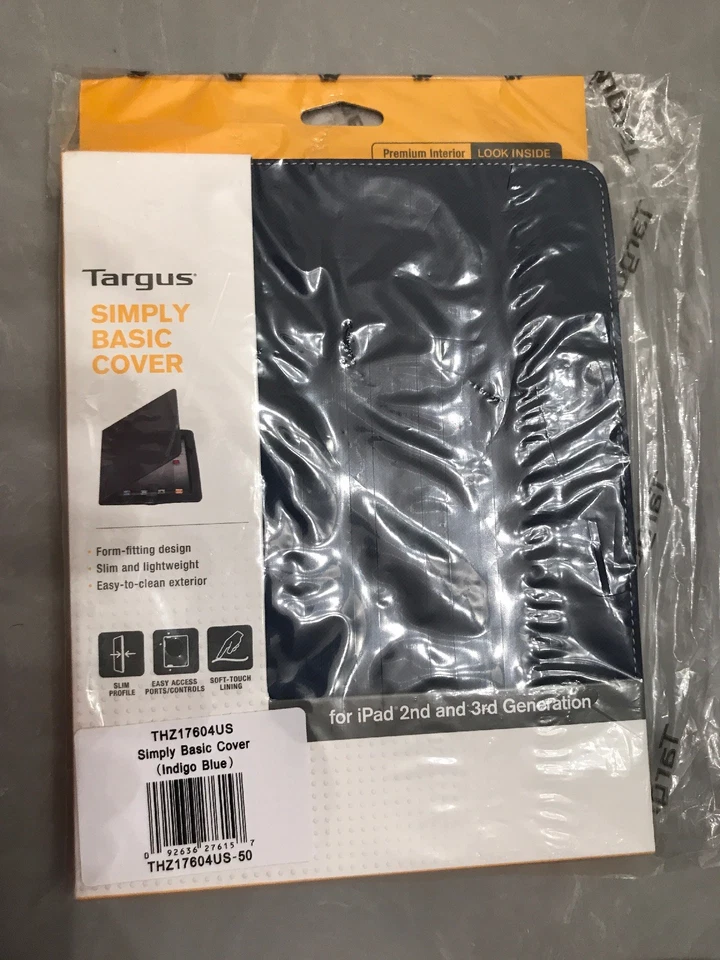 Premium Interior LOOK INSIDE
Targus
SIMPLY
BASIC
COVER
Form-fitting design
Slim and lightweight
Easy-to-clean exterior
SLIM
PROFILE
EASY ACCESS
PORTS/CONTROLS
SOFT-TOUCH
LINING
for iPad 2nd and 3rd Generation
THZ17604US
Simply Basic Cover
(Indigo Blue)
0 92636 27615 7
THZ17604US-50
Targus
Targus